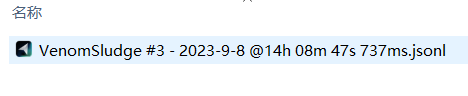 名称
VenomSludge #3 - 2023-9-8 @14h 08m 47s 737ms.jsonl